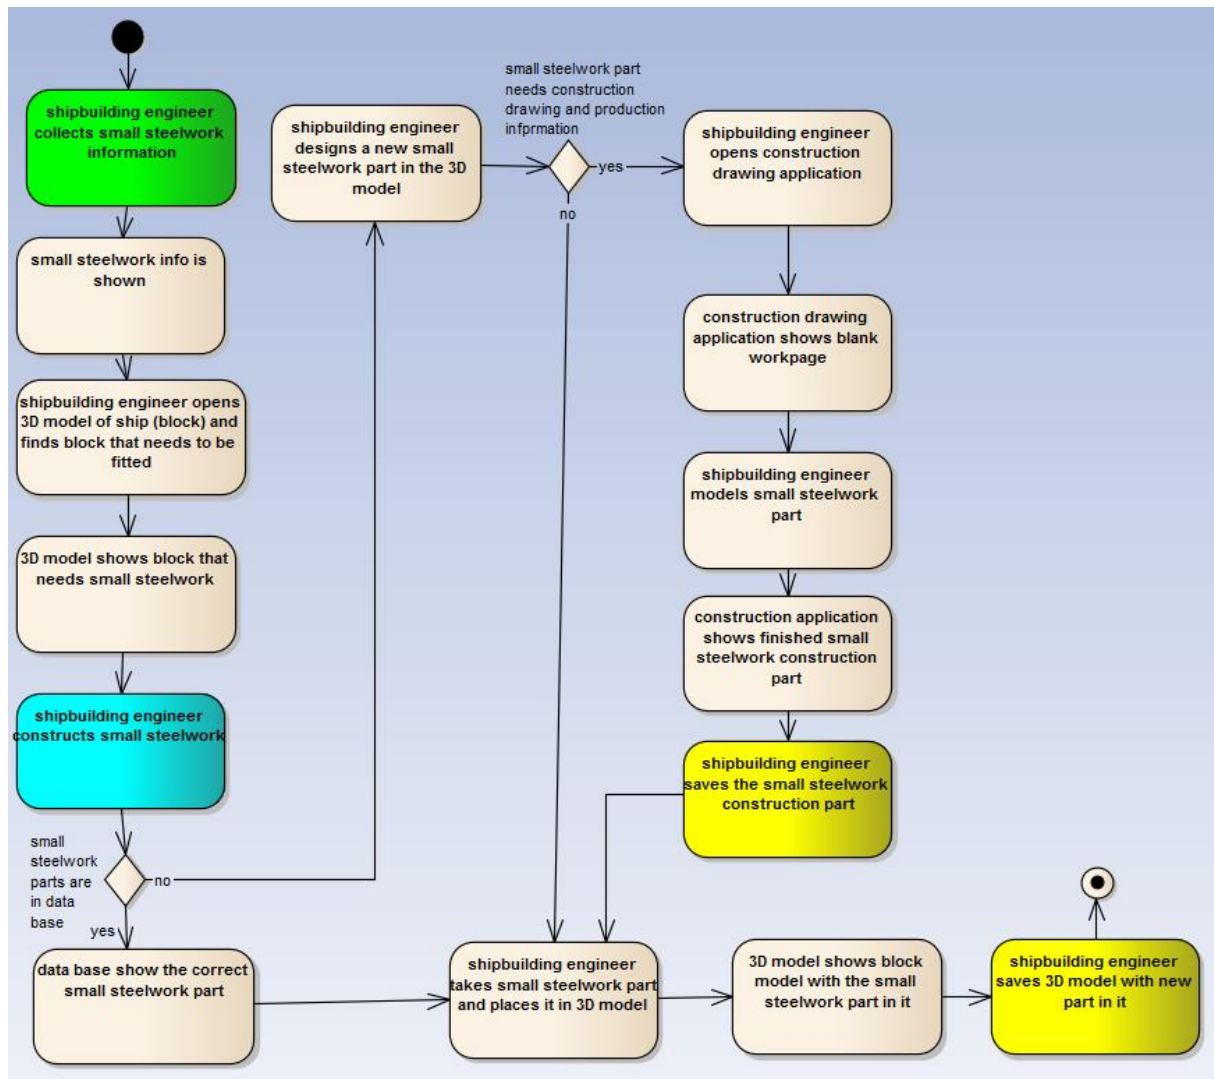 shipbuilding engineer
collects small steelwork
information
small steelwork info is
shown
shipbuilding engineer opens
3D model of ship (block) and
finds block that needs to be
fitted
3D model shows block that
needs small steelwork
shipbuilding engineer
constructs small steelwork
small
steelwork
parts are
in data
base
no
yes
data base show the correct
small steelwork part
shipbuilding engineer
designs a new small
steelwork part in the 3D
model
small steelwork part
needs construction
drawing and production
infprmation
yes
no
shipbuilding engineer
opens construction
drawing application
construction drawing
application shows blank
workpage
shipbuilding engineer
models small steelwork
part
construction application
shows finished small
steelwork construction
part
shipbuilding engineer
saves the small steelwork
construction part
shipbuilding engineer
takes small steelwork part
and places it in 3D model
3D model shows block
model with the small
steelwork part in it
shipbuilding engineer
saves 3D model with new
part in it